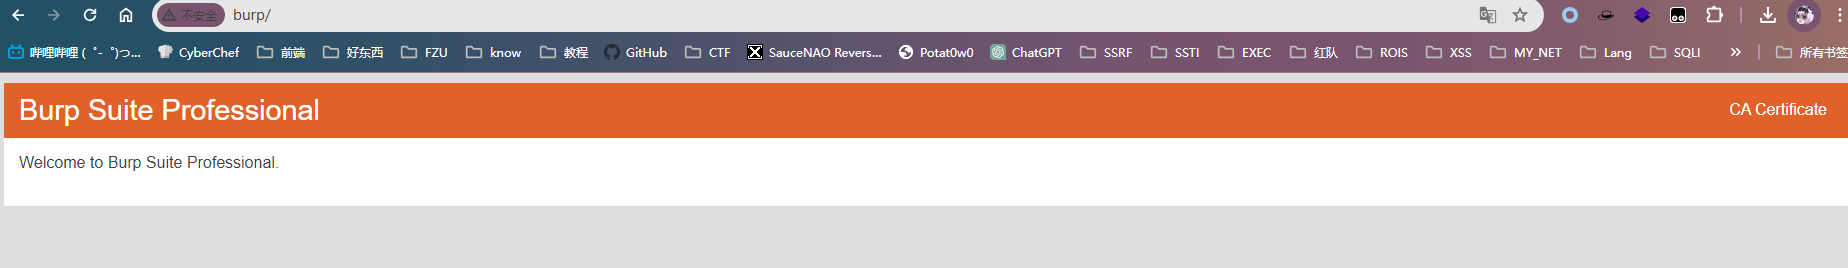 不安全 burp/
哔哩哔哩 (゜-゜)つ... CyberChef 前端 好东西 FZU know 教程 GitHub CTF SauceNAO Revers... Potat0w0 ChatGPT SSRF SSTI EXEC 红队 ROIS XSS MY_NET Lang SQLI » 所有书签
Burp Suite Professional CA Certificate
Welcome to Burp Suite Professional.